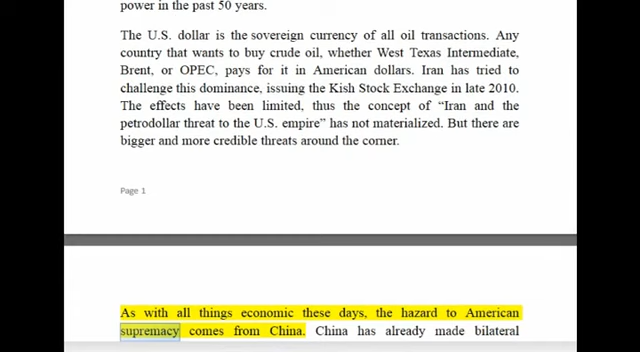 power in the past 50 years.
The U.S. dollar is the sovereign currency of all oil transactions. Any
country that wants to buy crude oil, whether West Texas Intermediate,
Brent, or OPEC, pays for it in American dollars. Iran has tried to
challenge this dominance, issuing the Kish Stock Exchange in late 2010.
The effects have been limited, thus the concept of “Iran and the
petrodollar threat to the U.S. empire” has not materialized. But there are
bigger and more credible threats around the corner.
Page 1
As with all things economic these days, the hazard to American
supremacy comes from China. China has already made bilateral